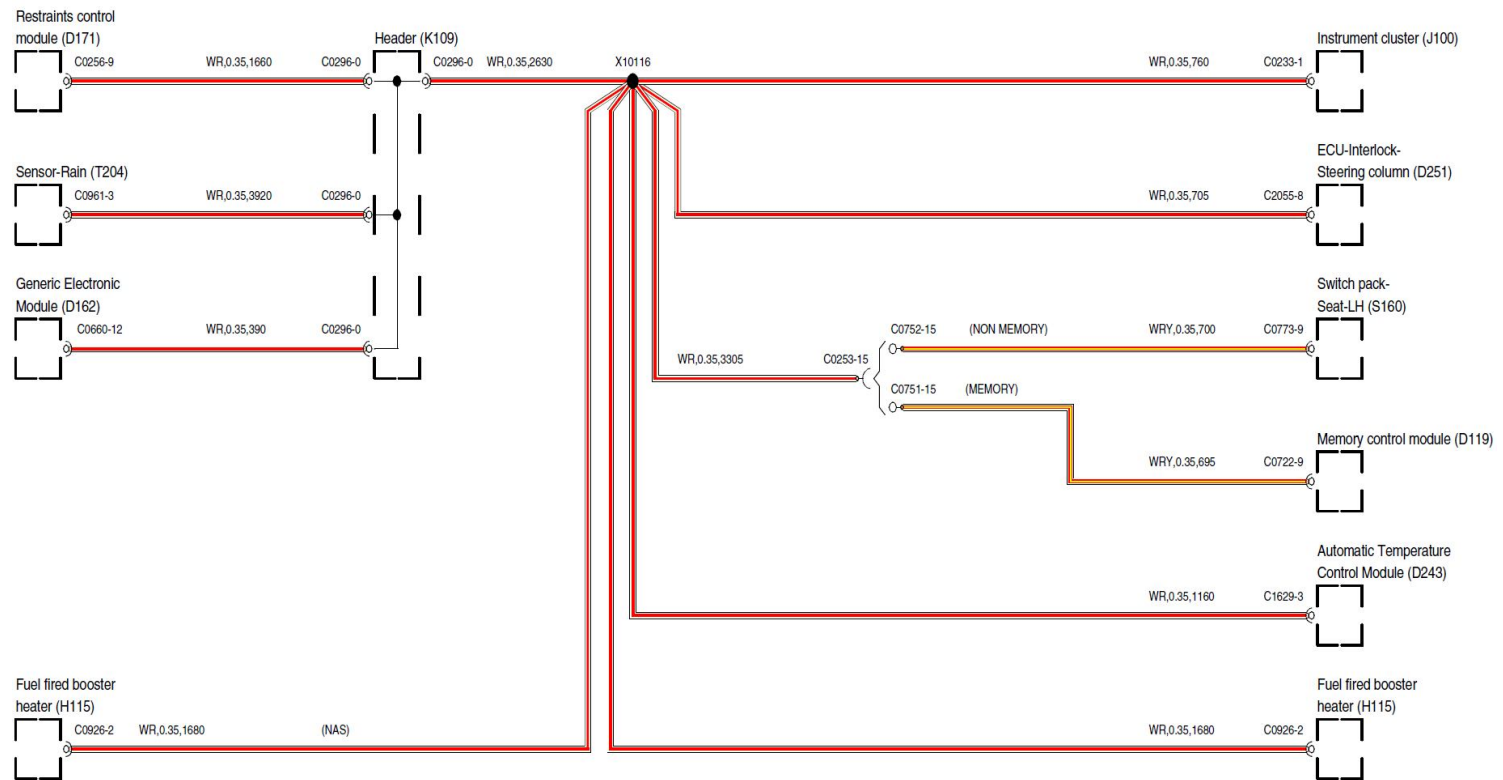 Restraints control
module (D171)
Header (K109)
Instrument cluster (J100)
C0256-9 WR,0.35,1660 C0296-0 C0296-0 WR,0.35,2630 X10116 WR,0.35,760 C0233-1
ECU-Interlock-
Steering column (D251)
Sensor-Rain (T204)
C0961-3 WR,0.35,3920 C0296-0 WR,0.35,705 C2055-8
Generic Electronic
Module (D162)
Switch pack-
Seat-LH (S160)
C0660-12 WR,0.35,390 C0296-0 C0752-15 (NON MEMORY) WRY,0.35,700 C0773-9
WR,0.35,3305 C0253-15
C0751-15 (MEMORY)
Memory control module (D119)
WRY,0.35,695 C0722-9
Automatic Temperature
Control Module (D243)
WR,0.35,1160 C1629-3
Fuel fired booster
heater (H115)
Fuel fired booster
heater (H115)
C0926-2 WR,0.35,1680 (NAS) WR,0.35,1680 C0926-2